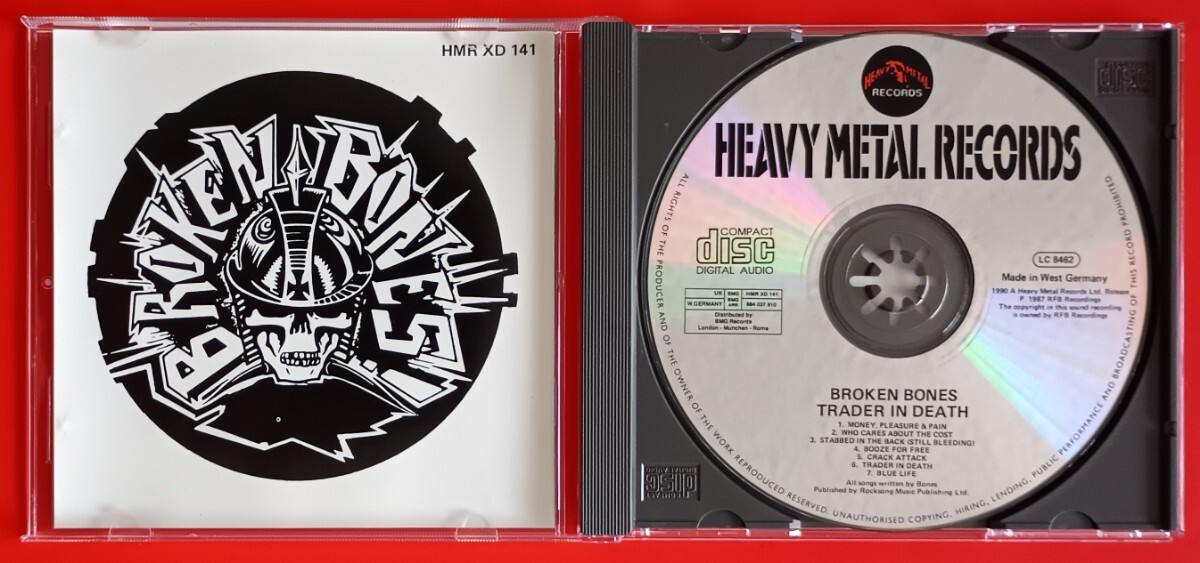 HMR XD 141
BROKEN BONES
HEAVY METAL
RECORDS
HEAVY METAL RECORDS
COMPACT
disc
DIGITAL AUDIO
UK BMG HMR XD 141
W.GERMANY BMG
Distributed by
BMG Records
London - Munchen - Roma
LC 8462
Made in West Germany
1990 A Heavy Metal Records Ltd. Release
P. 1987 RFB Recordings
The copyright in this sound recording
is owned by RFB Recordings
BROKEN BONES
TRADER IN DEATH
1. MONEY, PLEASURE & PAIN
2. WHO CARES ABOUT THE COST
3. STABBED IN THE BACK (STILL BLEEDING)
4. BOOZE FOR FREE
5. CRACK ATTACK
6. TRADER IN DEATH
7. BLUE LIFE
All songs written by Bones
Published by Rocksong Music Publishing Ltd.
ALL RIGHTS OF THE PRODUCER AND OF THE OWNER OF THE WORK REPRODUCED RESERVED. UNAUTHORISED COPYING, HIRING, LENDING, PUBLIC PERFORMANCE AND BROADCASTING OF THIS RECORD PROHIBITED
disc
COMPACT
disc
DIGITAL AUDIO